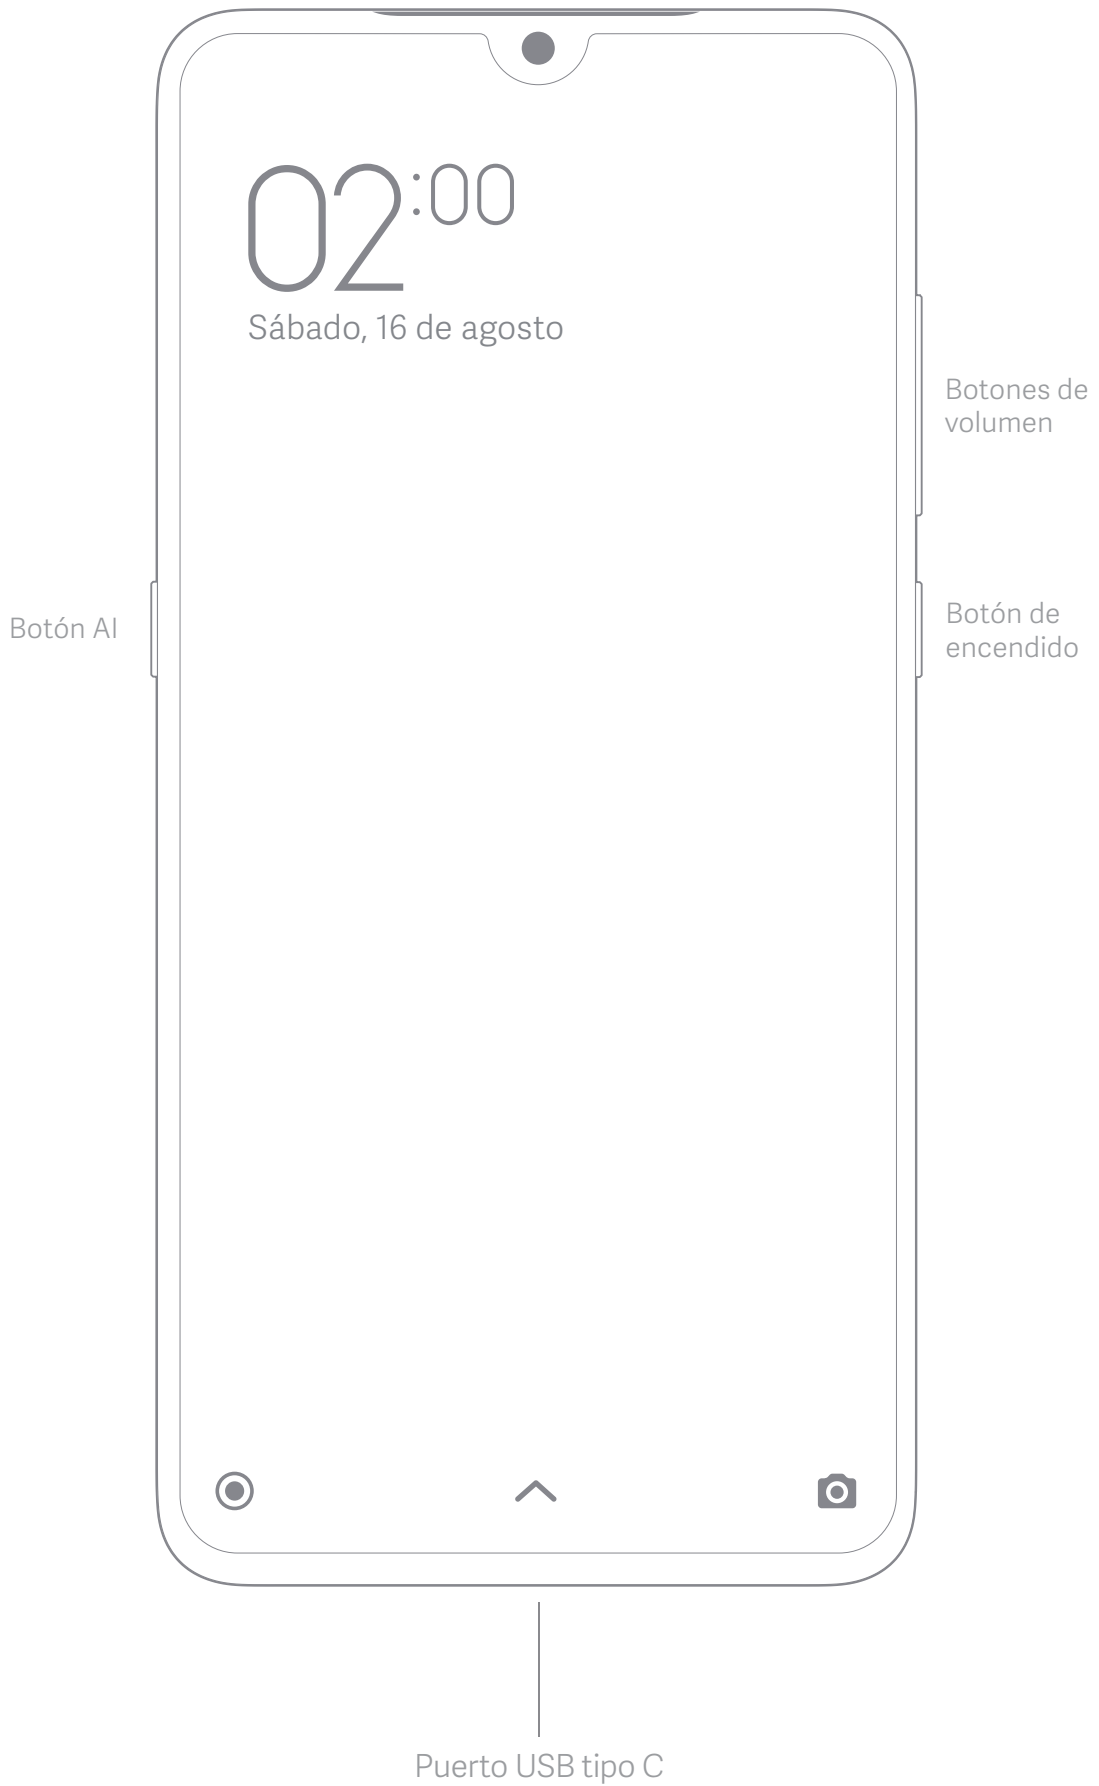 02:00
Sábado, 16 de agosto
Botones de
volumen
Botón AI
Botón de
encendido
Puerto USB tipo C